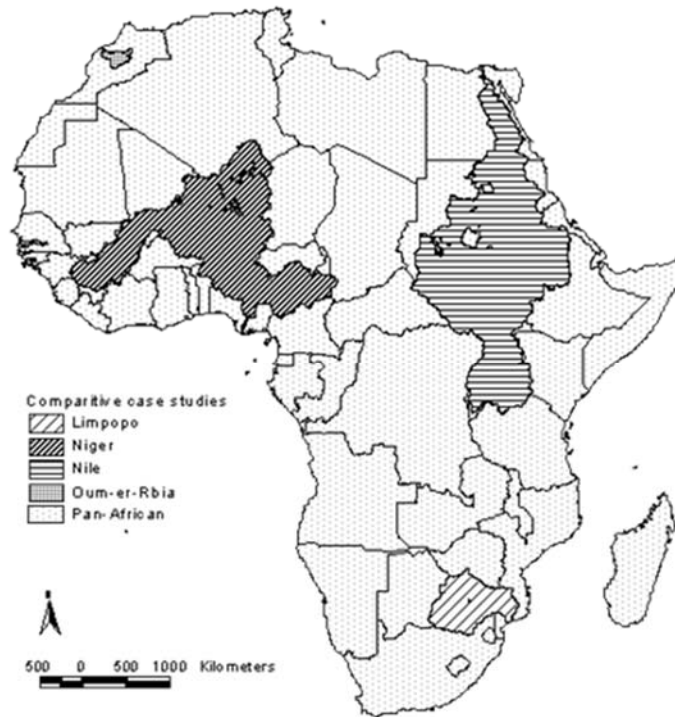 Comparitive case studies
Limpopo
Niger
Nile
Oum-er-Rbia
Pan-African
500 0 500 1000 Kilometers